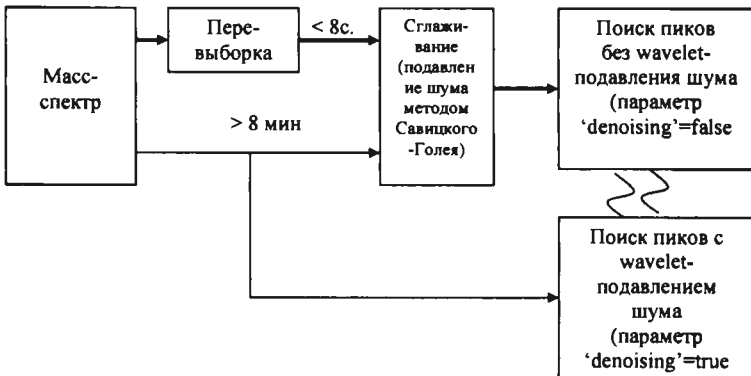 Масс-
спектр
Пере-
выборка
< 8с.
> 8 мин
Сглажи-
вание
(подавлен
ие шума
методом
Савицкого
-Голея)
Поиск пиков
без wavelet-
подавления шума
(параметр
‘denoising’=false
Поиск пиков с
wavelet-
подавлением
шума
(параметр
‘denoising’=true